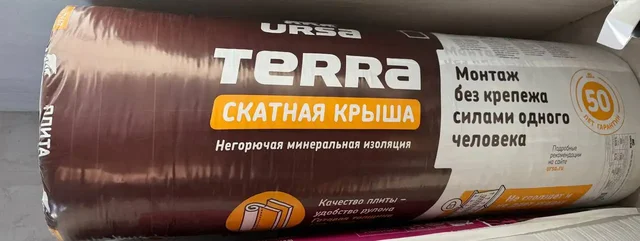 URSA
TERRA
СКАТНАЯ КРЫША
Негорючая минеральная изоляция
Качество плиты –
удобство рулона
Монтаж
без крепежа
силами одного
человека
50
ЛЕТ ГАРАНТИЯ
Подробные
рекомендации
на сайте
ursa.ru
ПЛИТА